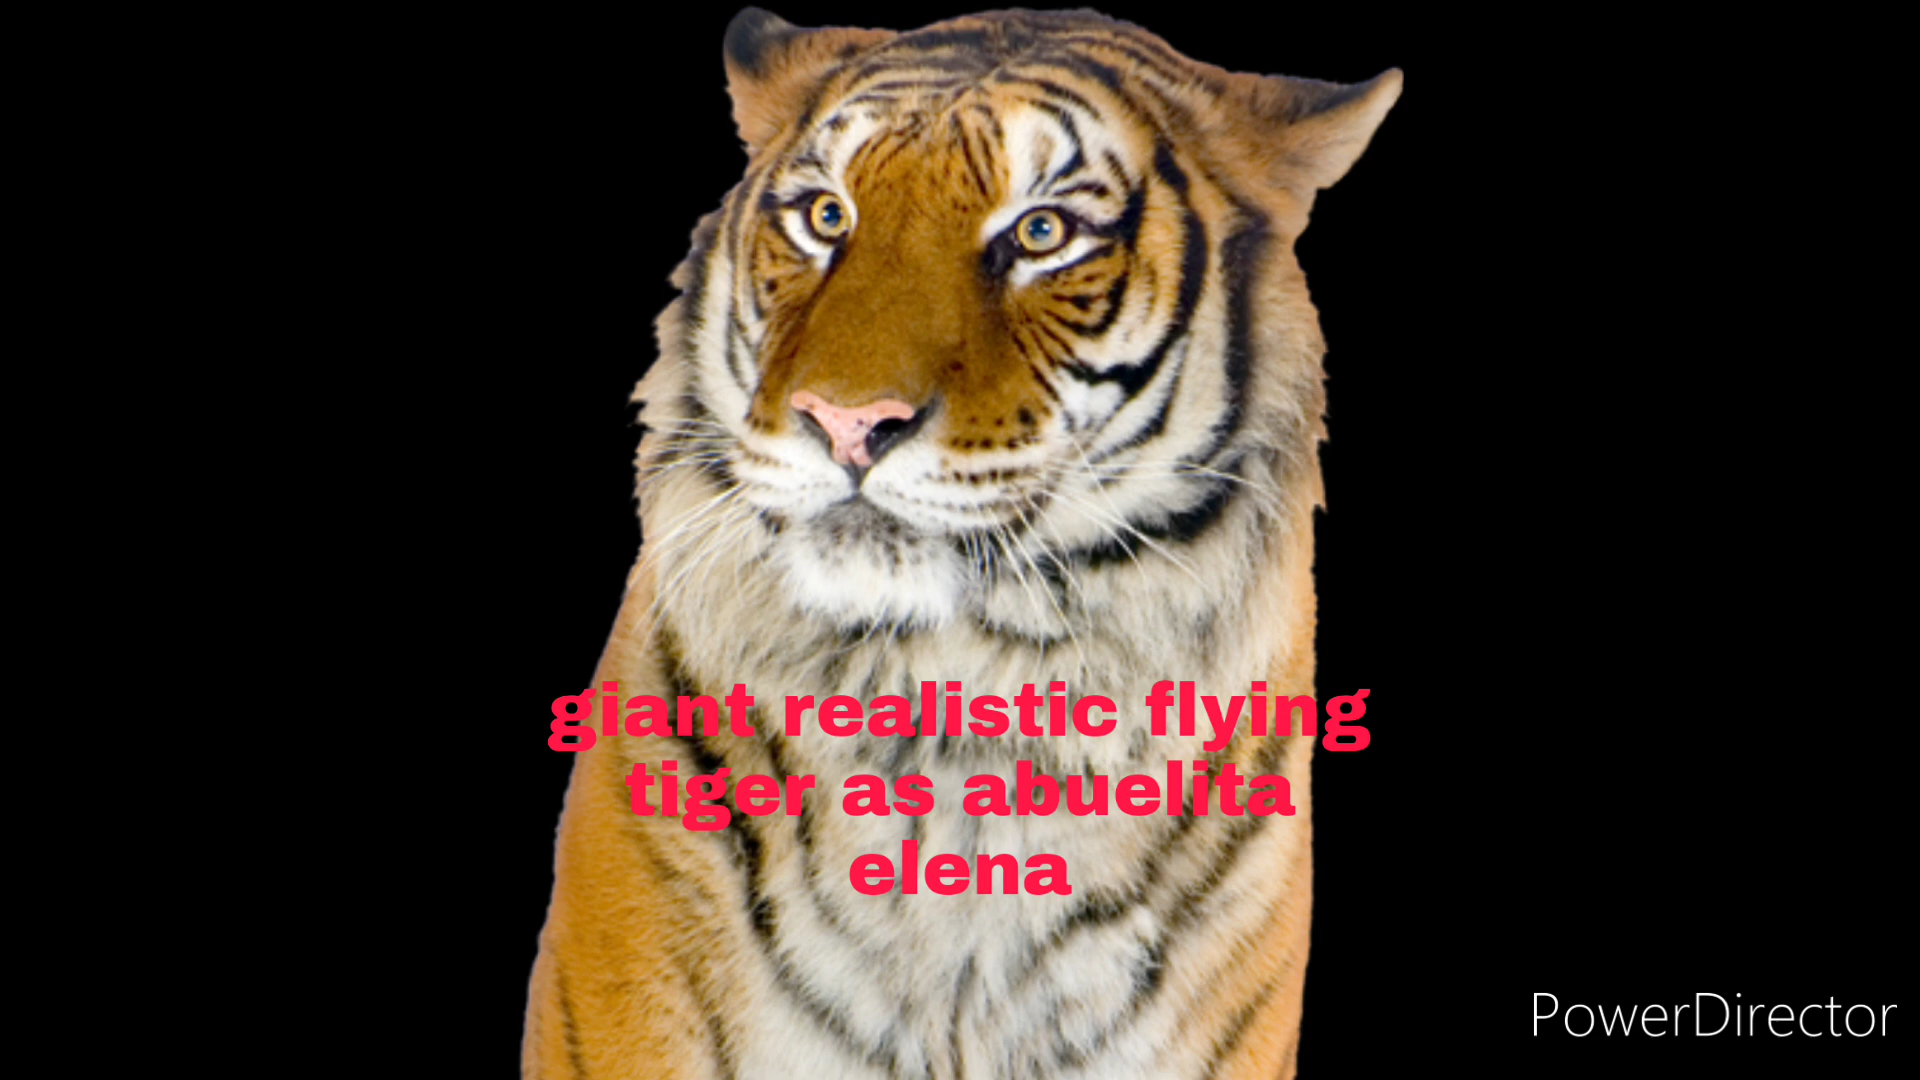 giant realistic flying
tiger as abuelita
elena
PowerDirector